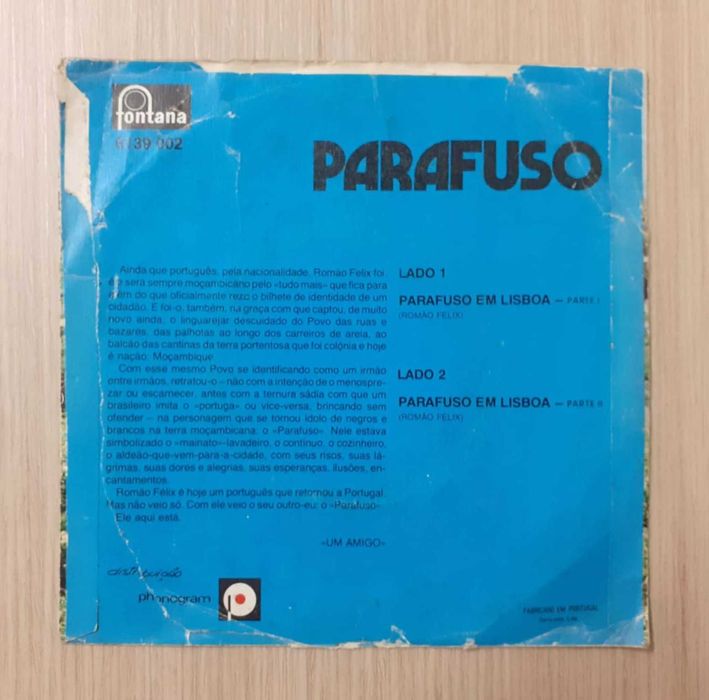 fontana
6139 002
PARAFUSO
Ainda que português, pela nacionalidade, Romão Felix foi,
é e será sempre moçambicano pelo «tudo mais» que fica para
além do que oficialmente reza o bilhete de identidade de um
cidadão. E foi-o, também, na graça com que captou, de muito
novo ainda, o linguarejar descuidado do Povo das ruas e
bazares, das palhotas ao longo dos carreiros de areia, ao
balcão das cantinas da terra portentosa que foi colónia e hoje
é nação: Moçambique.
Com esse mesmo Povo se identificando como um irmão
entre irmãos, retratou-o — não com a intenção de o menospre-
zar ou escarnecer, antes com a ternura sádia com que um
brasileiro imita o «portuga» ou vice-versa, brincando sem
ofender — na personagem que se tornou ídolo de negros e
brancos na terra moçambicana: o «Parafuso». Nele estava
simbolizado o «mainato»-lavadeiro, o contínuo, o cozinheiro,
o aldeão-que-vem-para-a-cidade, com seus risos, suas lá-
grimas, suas dores e alegrias, suas esperanças, ilusões, en-
cantamentos.
Romão Félix é hoje um português que retornou a Portugal.
Mas não veio só. Com ele veio o seu outro-eu: o «Parafuso».
Ele aqui está.
«UM AMIGO»
LADO 1
PARAFUSO EM LISBOA — PARTE I
(ROMÃO FELIX)
LADO 2
PARAFUSO EM LISBOA — PARTE II
(ROMÃO FELIX)
distribuição
phonogram
FABRICADO EM PORTUGAL